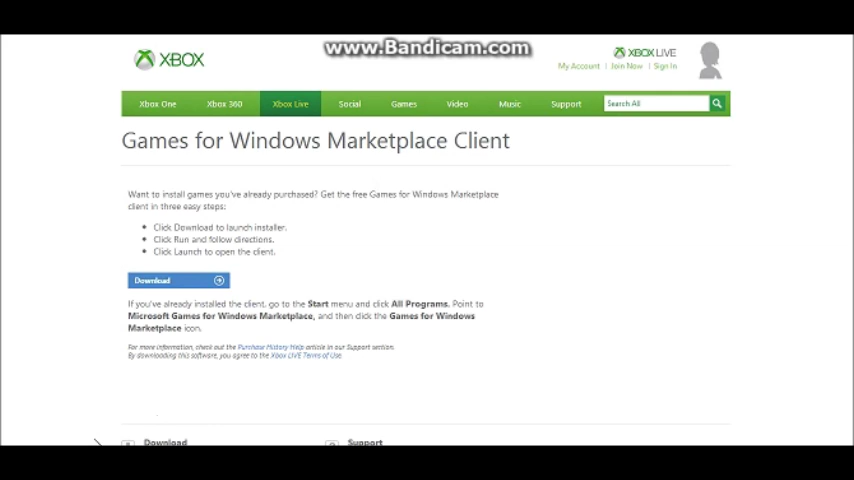 www.Bandicam.com
XBOX
XBOX LIVE
My Account | Join Now | Sign In
Xbox One Xbox 360 Xbox Live Social Games Video Music Support Search All
Games for Windows Marketplace Client
Want to install games you've already purchased? Get the free Games for Windows Marketplace
client in three easy steps:
• Click Download to launch installer.
• Click Run and follow directions.
• Click Launch to open the client.
Download
If you've already installed the client, go to the Start menu and click All Programs. Point to
Microsoft Games for Windows Marketplace, and then click the Games for Windows
Marketplace icon.
For more information, check out the Purchase History Help article in our Support section.
By downloading this software, you agree to the Xbox LIVE Terms of Use
Download Support